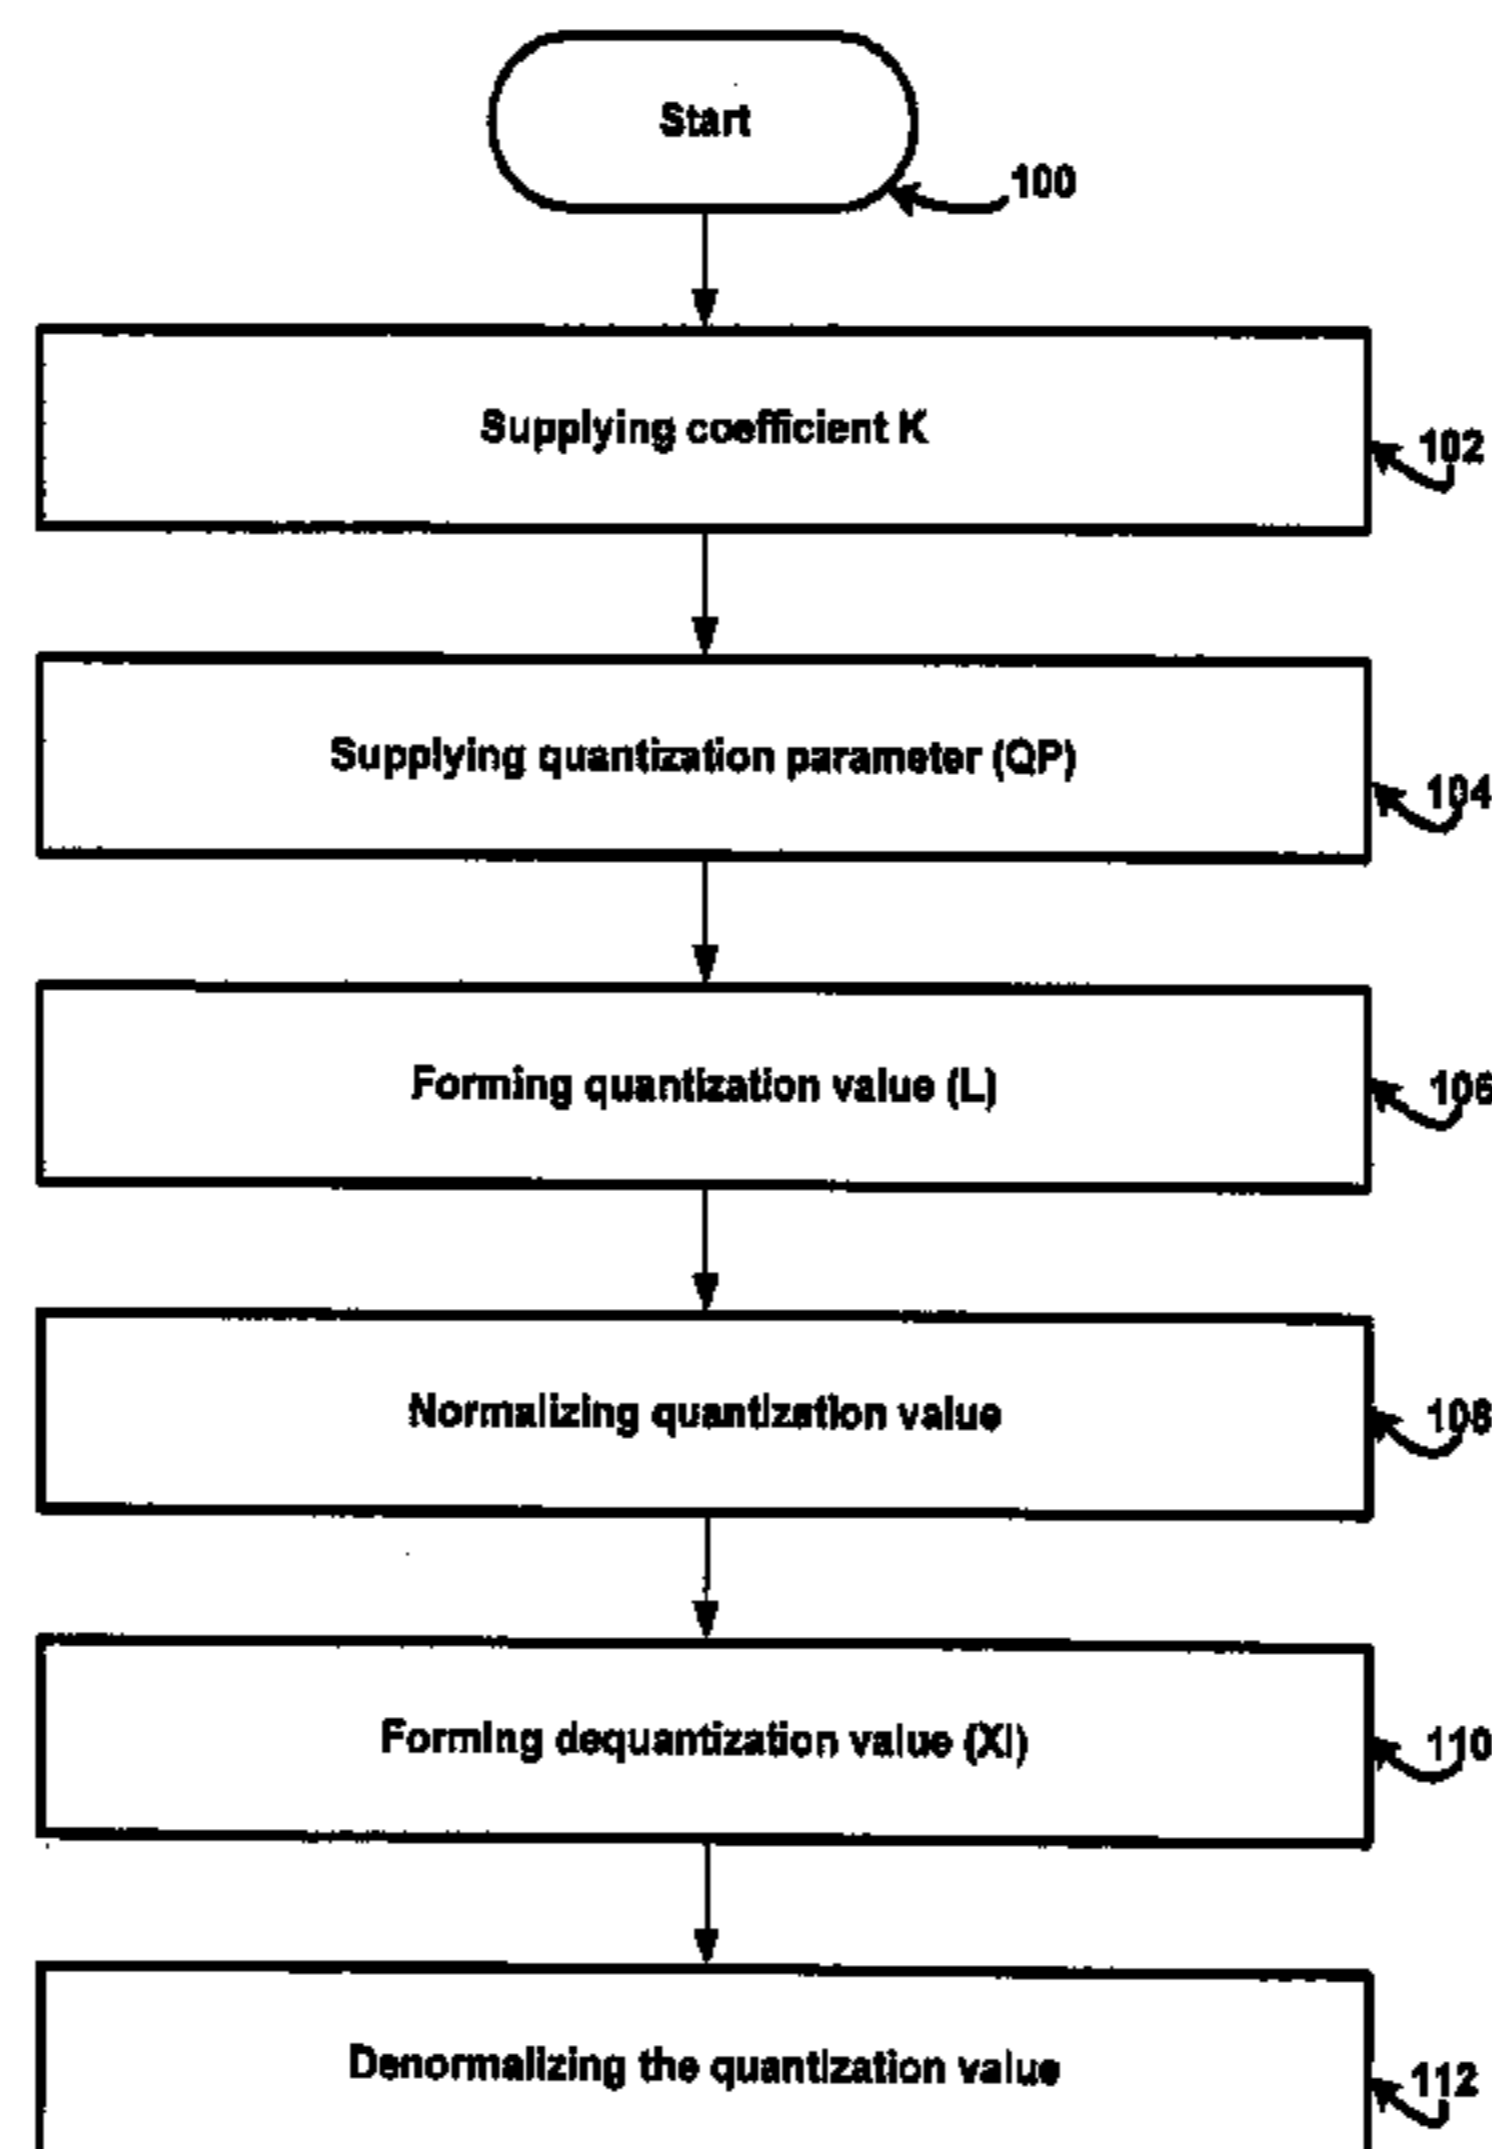 Start
100
Supplying coefficient K
102
Supplying quantization parameter (QP)
104
Forming quantization value (L)
106
Normalizing quantization value
108
Forming dequantization value (XI)
110
Denormalizing the quantization value
112